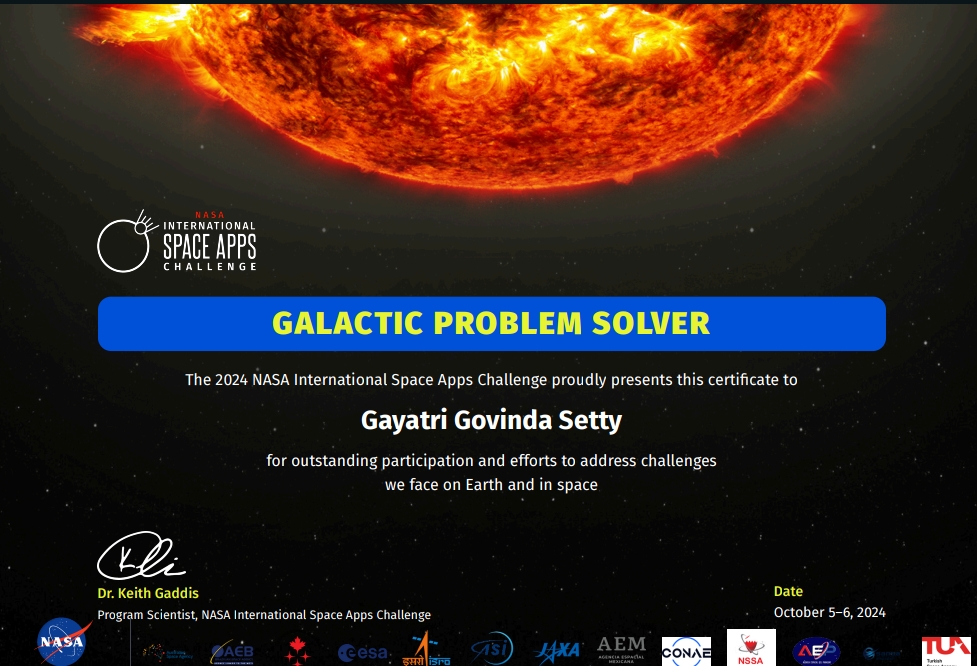 NASA
INTERNATIONAL
SPACE APPS
CHALLENGE
GALACTIC PROBLEM SOLVER
The 2024 NASA International Space Apps Challenge proudly presents this certificate to
Gayatri Govinda Setty
for outstanding participation and efforts to address challenges
we face on Earth and in space
Dr. Keith Gaddis
Program Scientist, NASA International Space Apps Challenge
Date
October 5–6, 2024
NASA
AEB
esa
इसरो isro
asi
JAXA
AEM
AGENCIA ESPACIAL
MEXICANA
CONAE
NSSA
AEP
TUA
Turkish